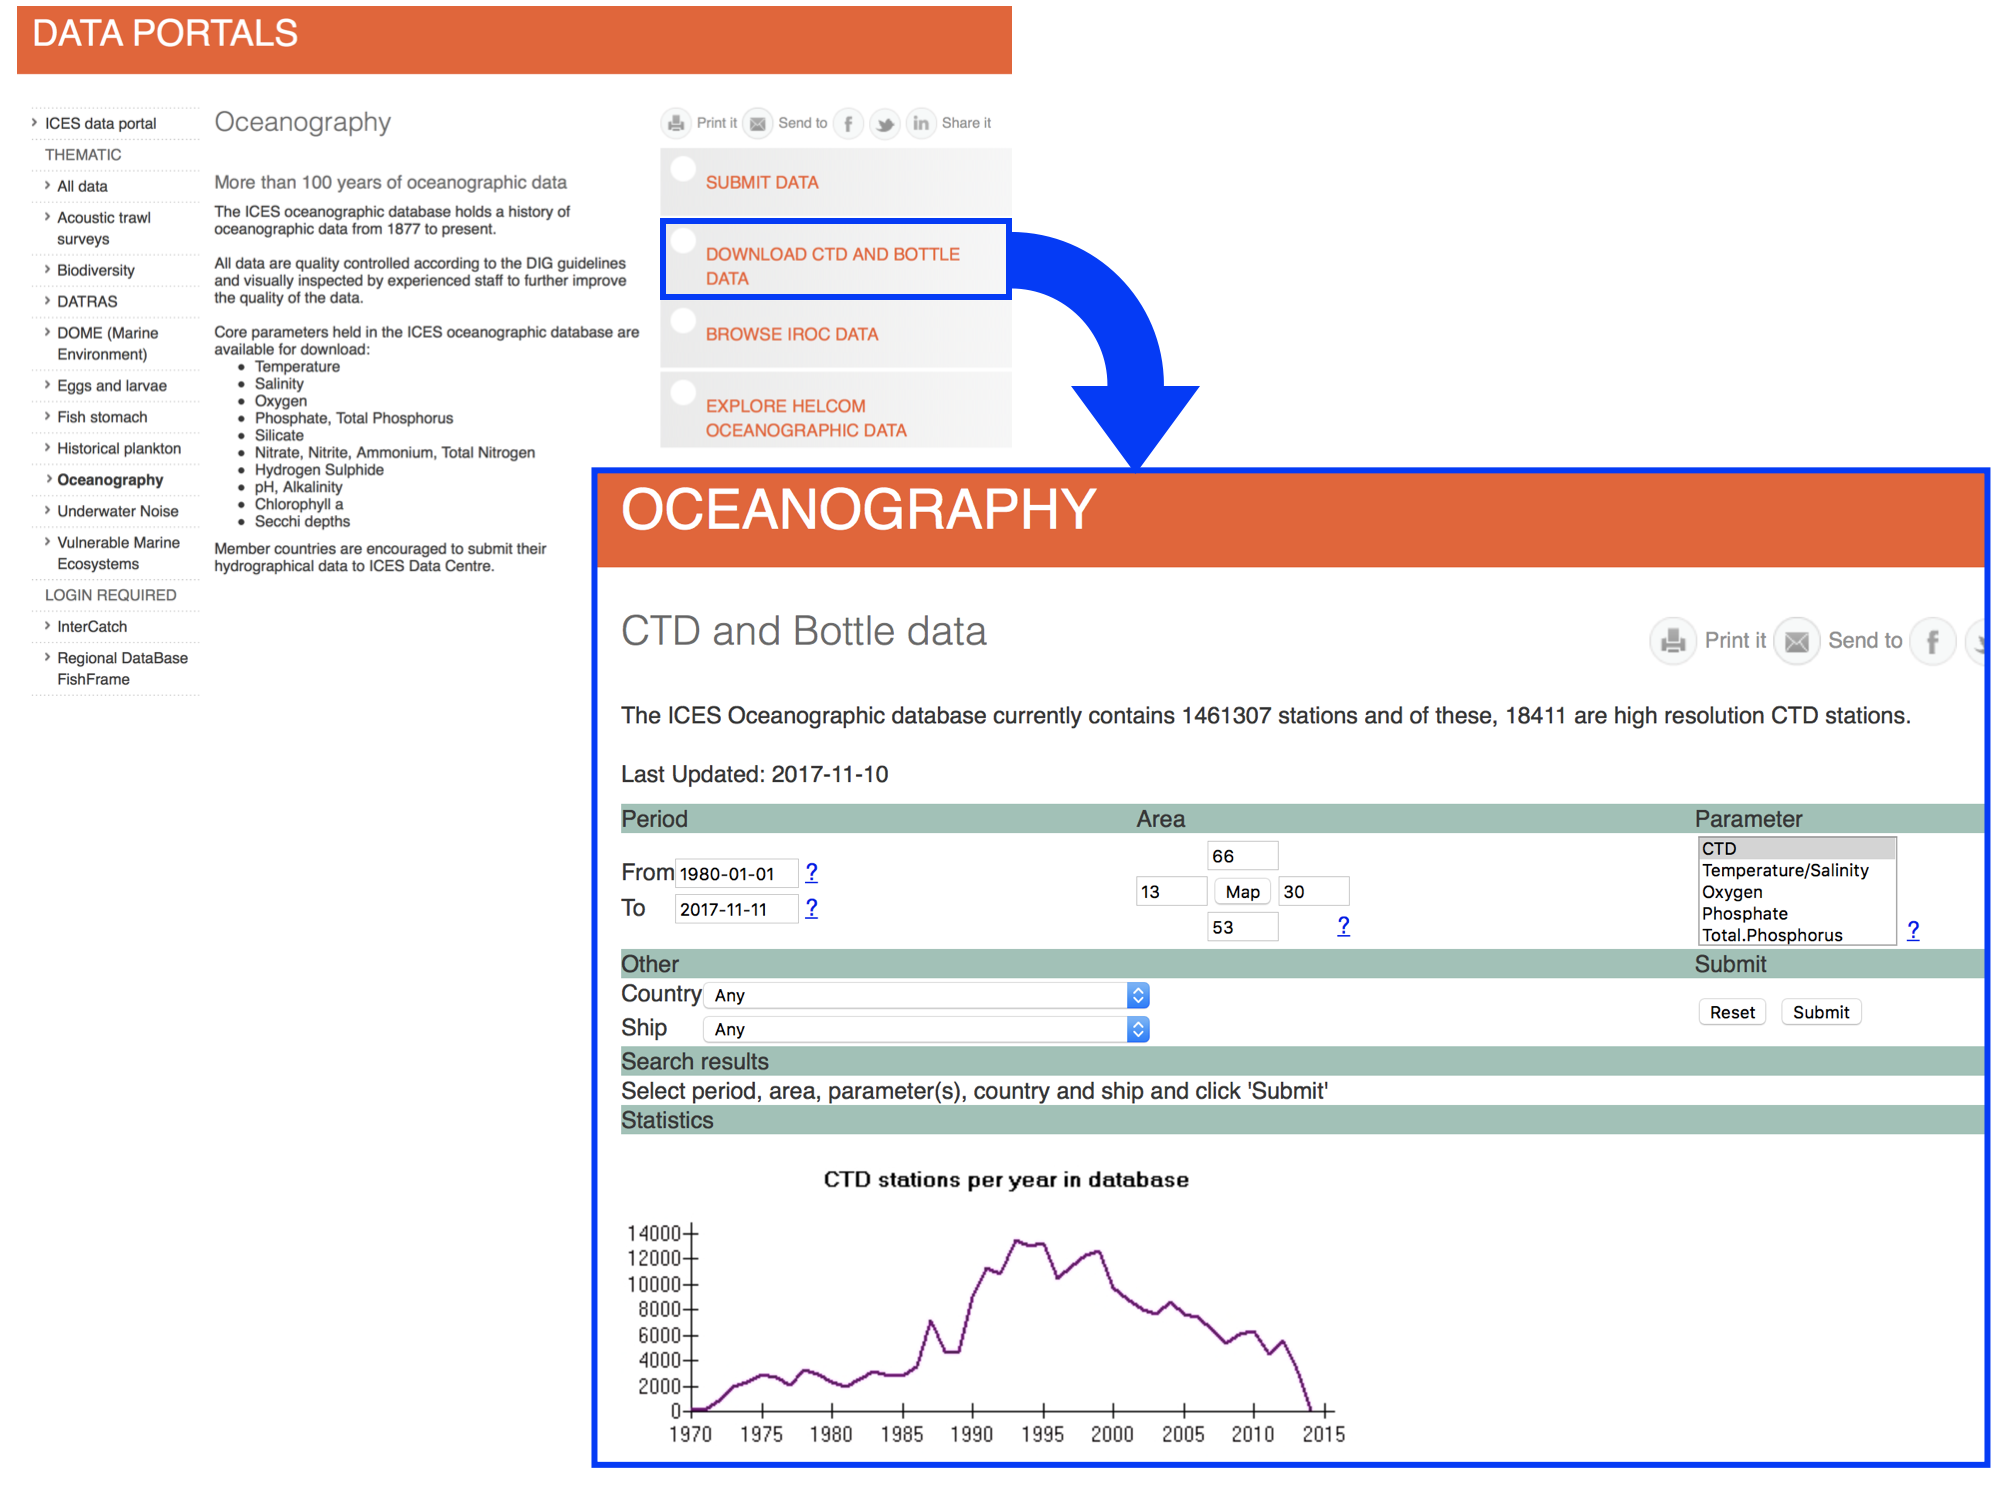 DATA PORTALS
ICES data portal
THEMATIC
All data
Acoustic trawl
surveys
Biodiversity
DATRAS
DOME (Marine
Environment)
Eggs and larvae
Fish stomach
Historical plankton
Oceanography
Underwater Noise
Vulnerable Marine
Ecosystems
LOGIN REQUIRED
InterCatch
Regional DataBase
FishFrame
Oceanography
More than 100 years of oceanographic data
The ICES oceanographic database holds a history of
oceanographic data from 1877 to present.
All data are quality controlled according to the DIG guidelines
and visually inspected by experienced staff to further improve
the quality of the data.
Core parameters held in the ICES oceanographic database are
available for download:
Temperature
Salinity
Oxygen
Phosphate, Total Phosphorus
Silicate
Nitrate, Nitrite, Ammonium, Total Nitrogen
Hydrogen Sulphide
pH, Alkalinity
Chlorophyll a
Secchi depths
Member countries are encouraged to submit their
hydrographical data to ICES Data Centre.
Print it Send to f in Share it
SUBMIT DATA
DOWNLOAD CTD AND BOTTLE
DATA
BROWSE IROC DATA
EXPLORE HELCOM
OCEANOGRAPHIC DATA
OCEANOGRAPHY
CTD and Bottle data
Print it Send to f
The ICES Oceanographic database currently contains 1461307 stations and of these, 18411 are high resolution CTD stations.
Last Updated: 2017-11-10
Period Area Parameter
From 1980-01-01 ?
To 2017-11-11 ?
66
13 Map 30
53 ?
CTD
Temperature/Salinity
Oxygen
Phosphate
Total.Phosphorus ?
Other Submit
Country Any
Ship Any
Reset Submit
Search results
Select period, area, parameter(s), country and ship and click 'Submit'
Statistics
CTD stations per year in database
14000
12000
10000
8000
6000
4000
2000
0
1970 1975 1980 1985 1990 1995 2000 2005 2010 2015